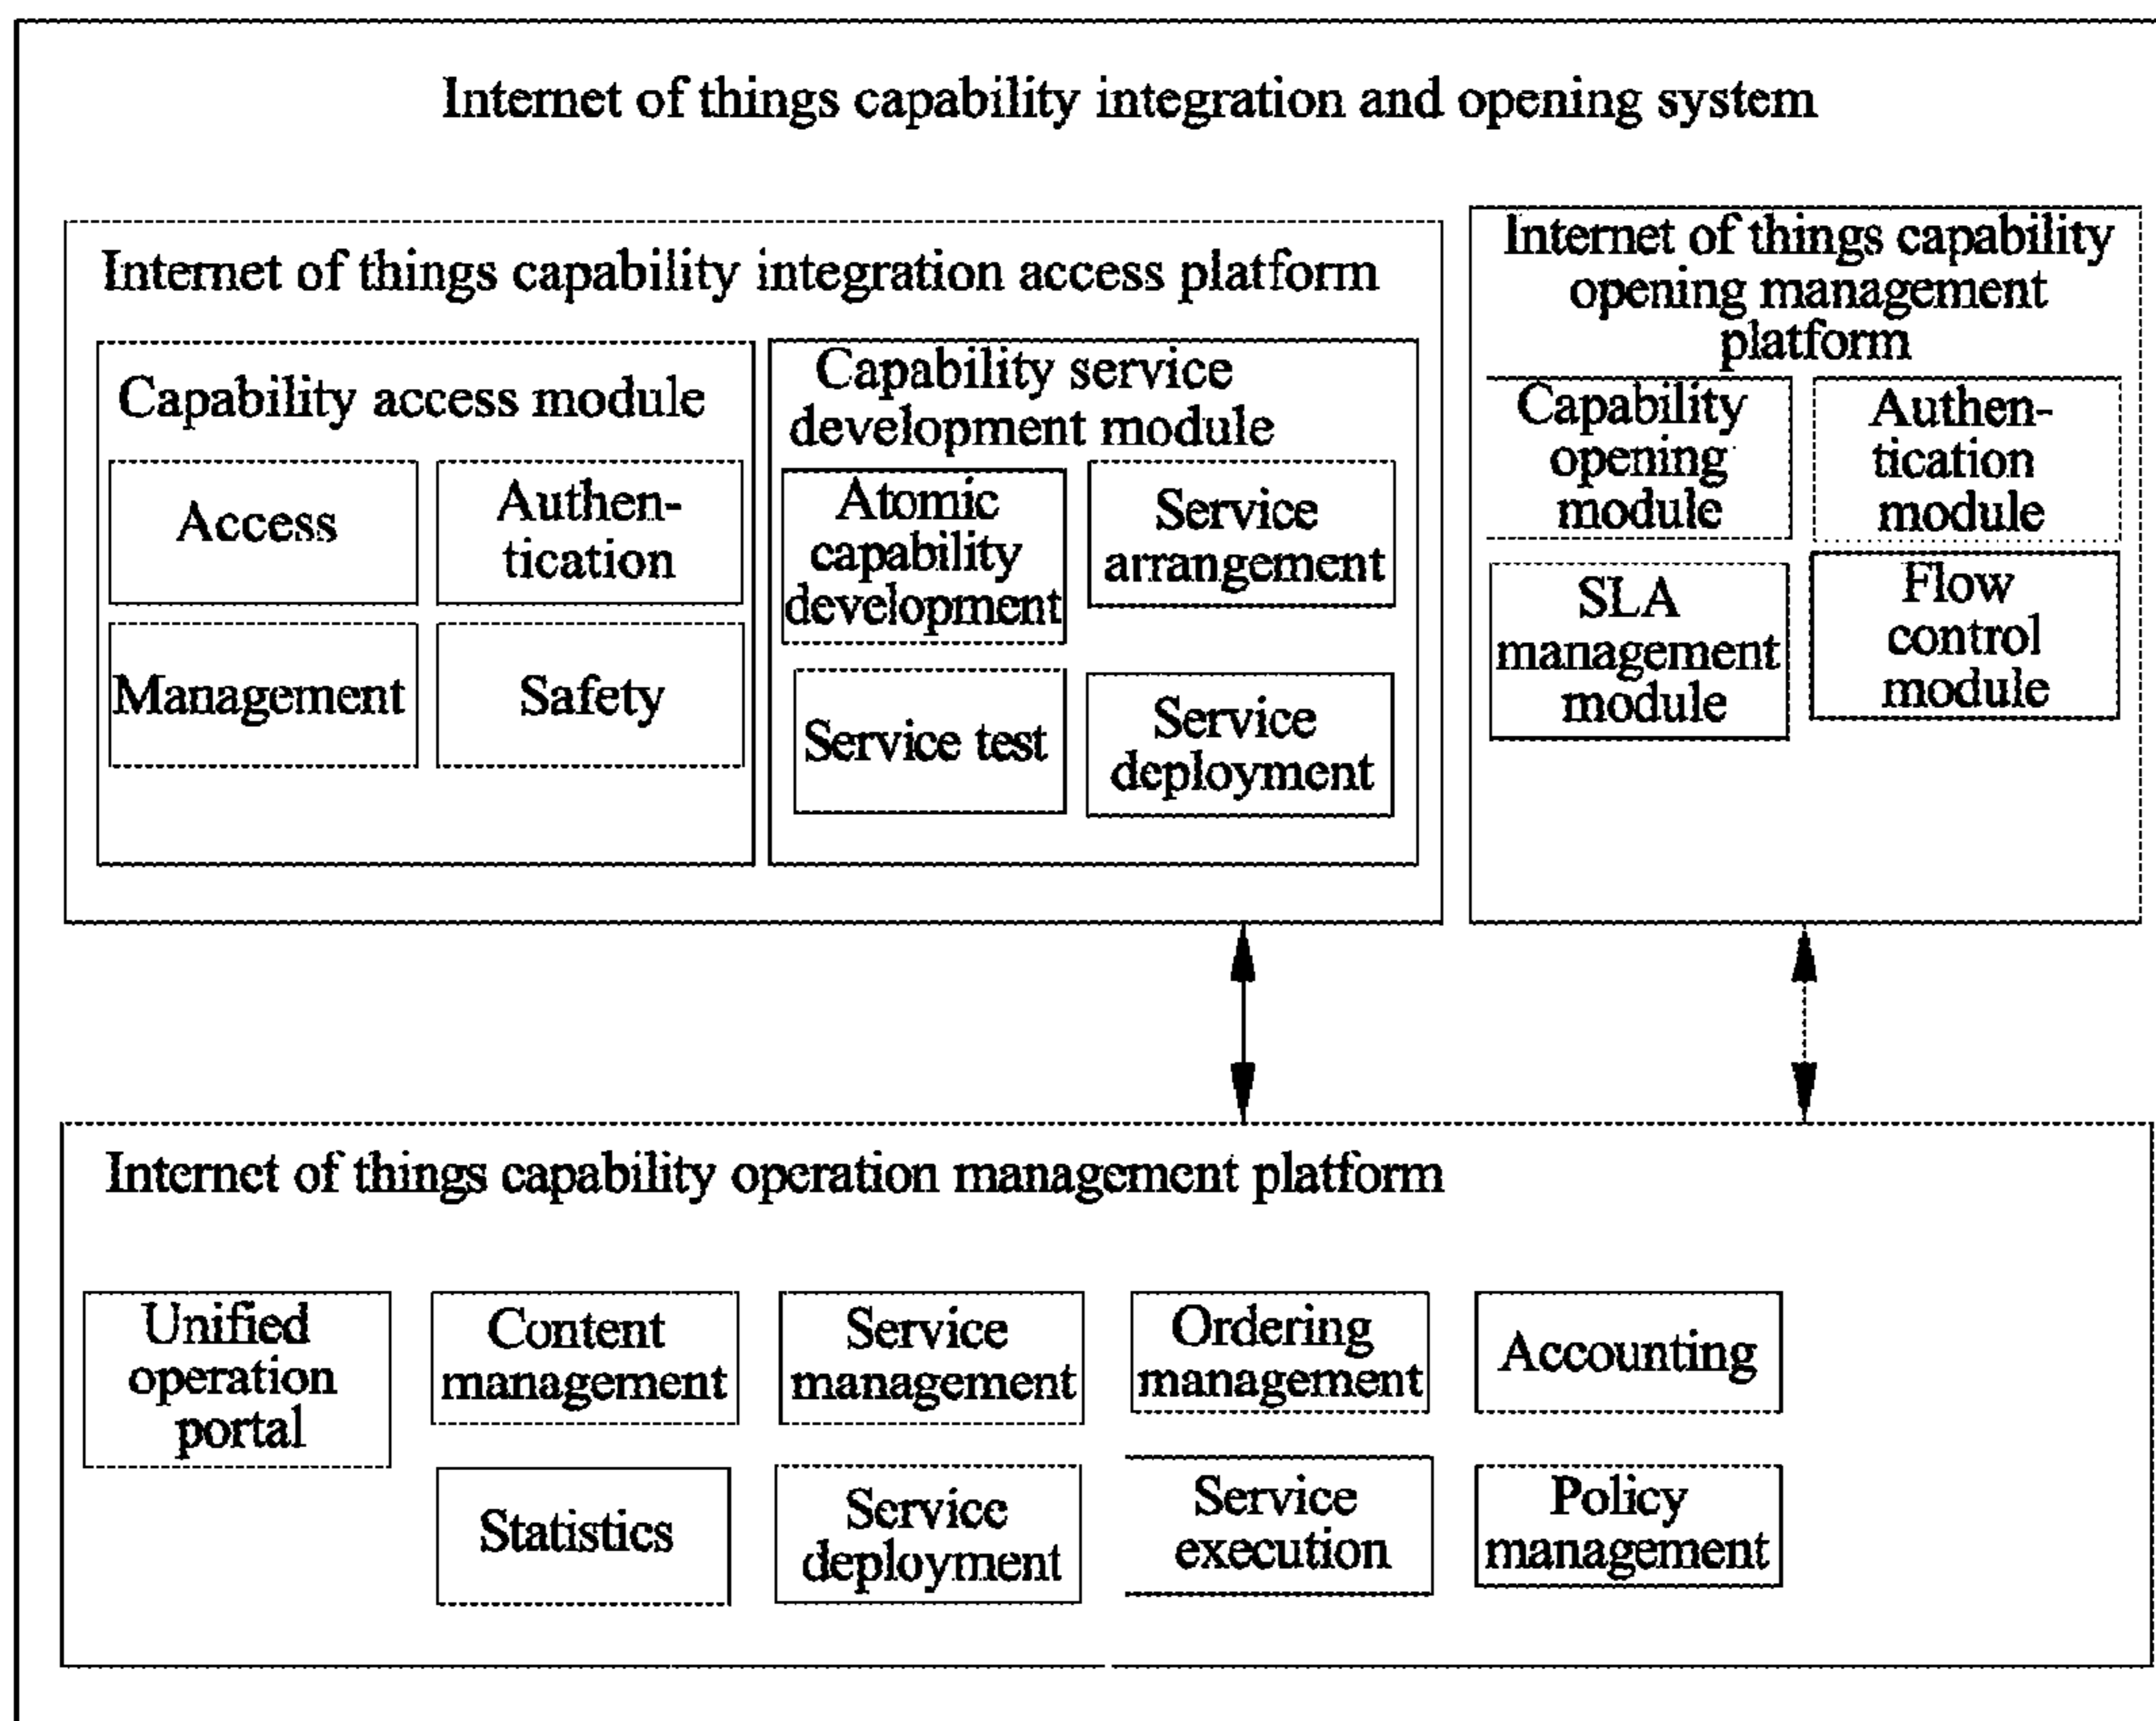 Internet of things capability integration and opening system
Internet of things capability integration access platform
Capability access module
Access
Authen-
tication
Management
Safety
Capability service
development module
Atomic
capability
development
Service
arrangement
Service test
Service
deployment
Internet of things capability
opening management
platform
Capability
opening
module
Authen-
tication
module
SLA
management
module
Flow
control
module
Internet of things capability operation management platform
Unified
operation
portal
Content
management
Service
management
Ordering
management
Accounting
Statistics
Service
deployment
Service
execution
Policy
management